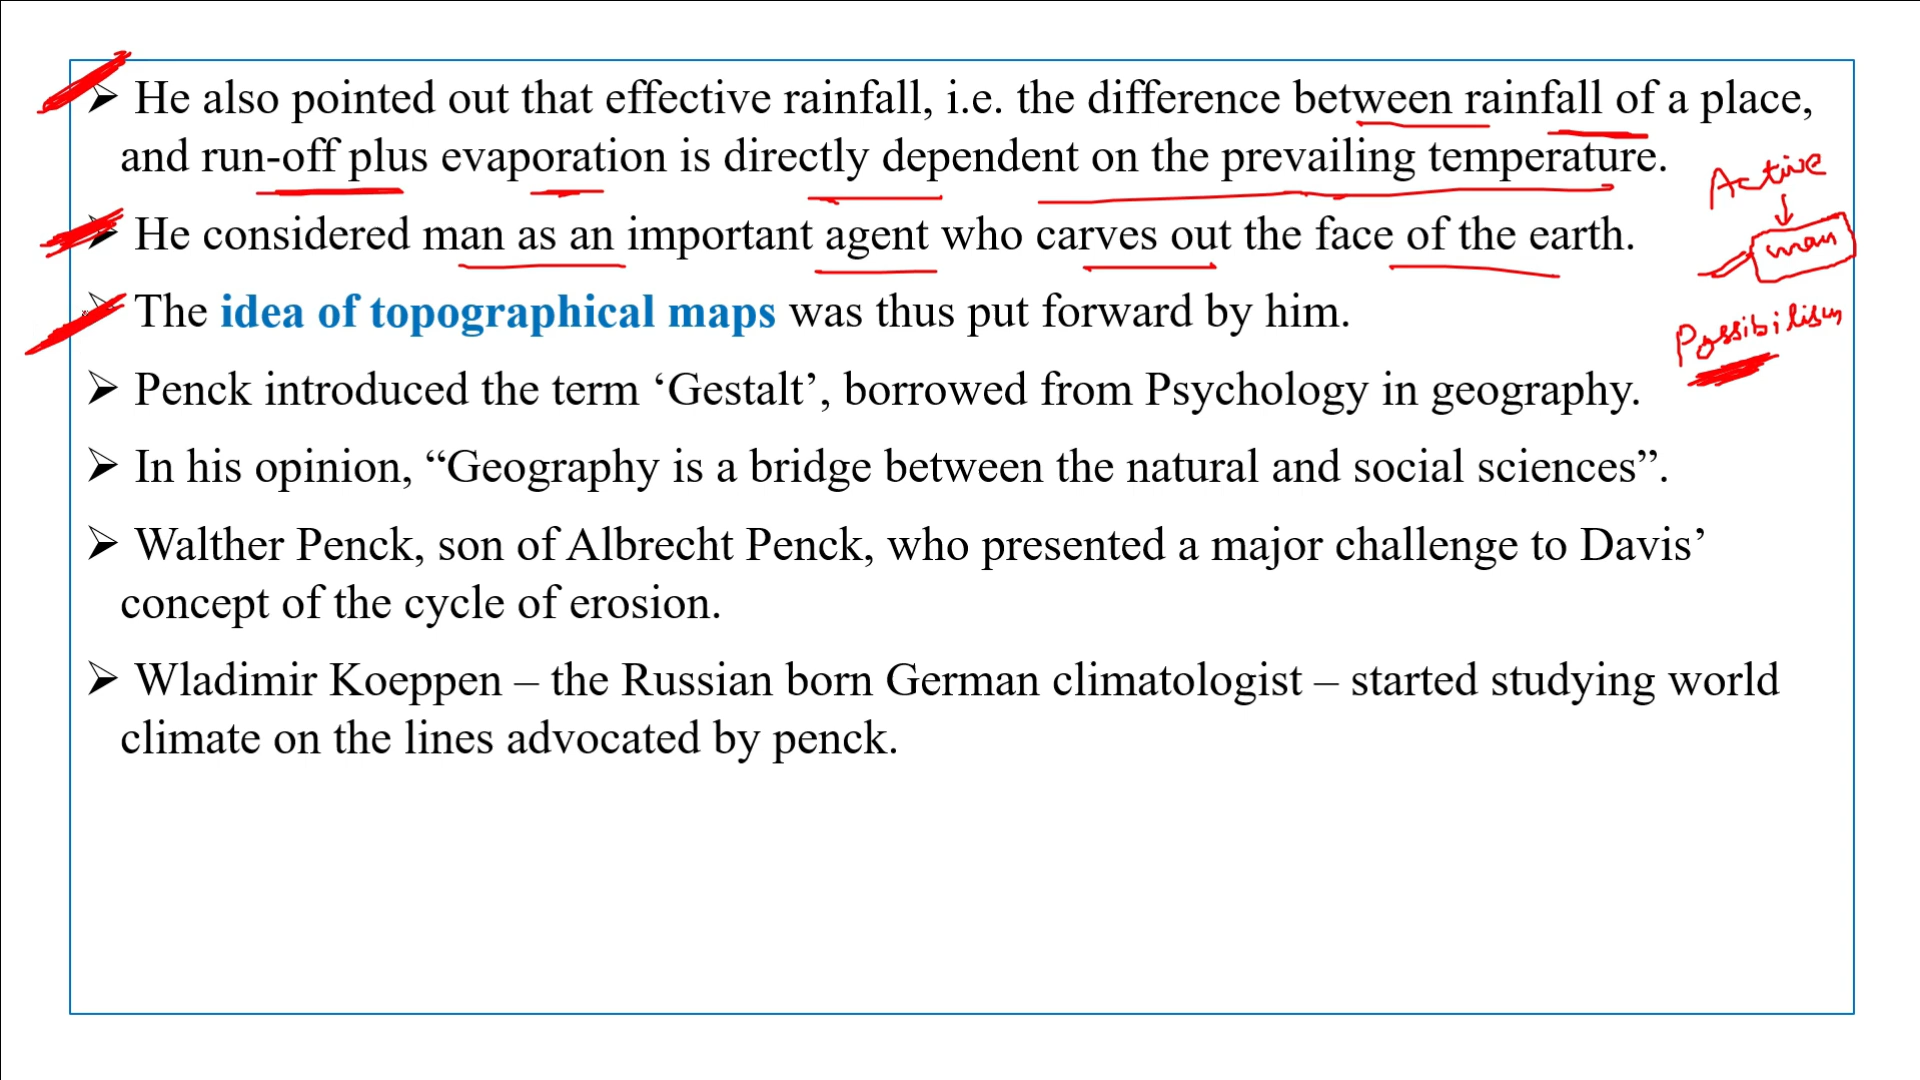 ➢ He also pointed out that effective rainfall, i.e. the difference between rainfall of a place,
and run-off plus evaporation is directly dependent on the prevailing temperature.
Active
➢ He considered man as an important agent who carves out the face of the earth.
man
➢ The idea of topographical maps was thus put forward by him.
Possibilism
➢ Penck introduced the term ‘Gestalt’, borrowed from Psychology in geography.
➢ In his opinion, “Geography is a bridge between the natural and social sciences”.
➢ Walther Penck, son of Albrecht Penck, who presented a major challenge to Davis’
concept of the cycle of erosion.
➢ Wladimir Koeppen – the Russian born German climatologist – started studying world
climate on the lines advocated by penck.